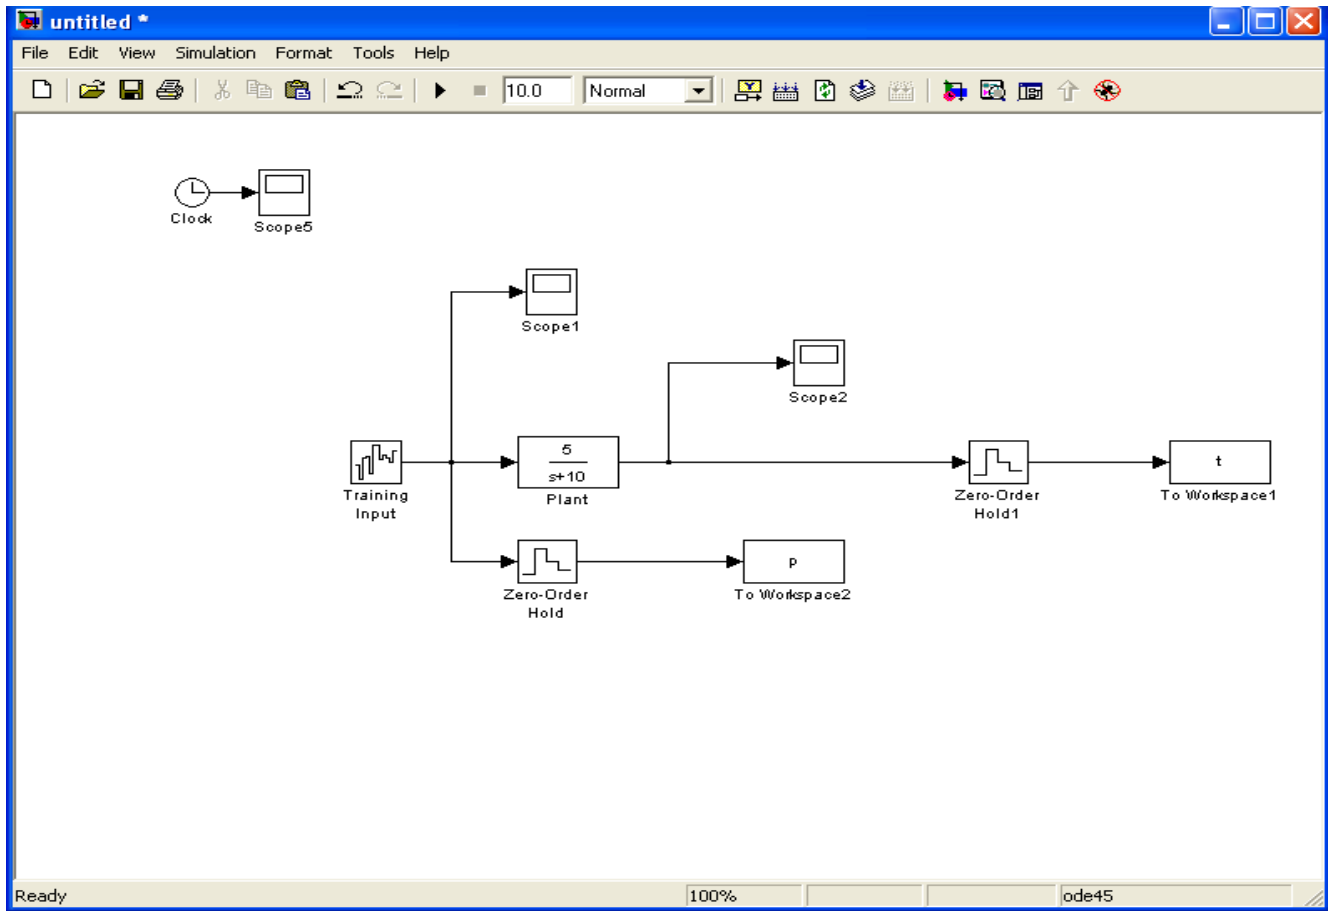 untitled *
File Edit View Simulation Format Tools Help
10.0 Normal
Clock
Scope5
Scope1
Scope2
5
s+10
Plant
t
Training
Input
Zero-Order
Hold1
To Workspace1
p
Zero-Order
Hold
To Workspace2
Ready 100% ode45